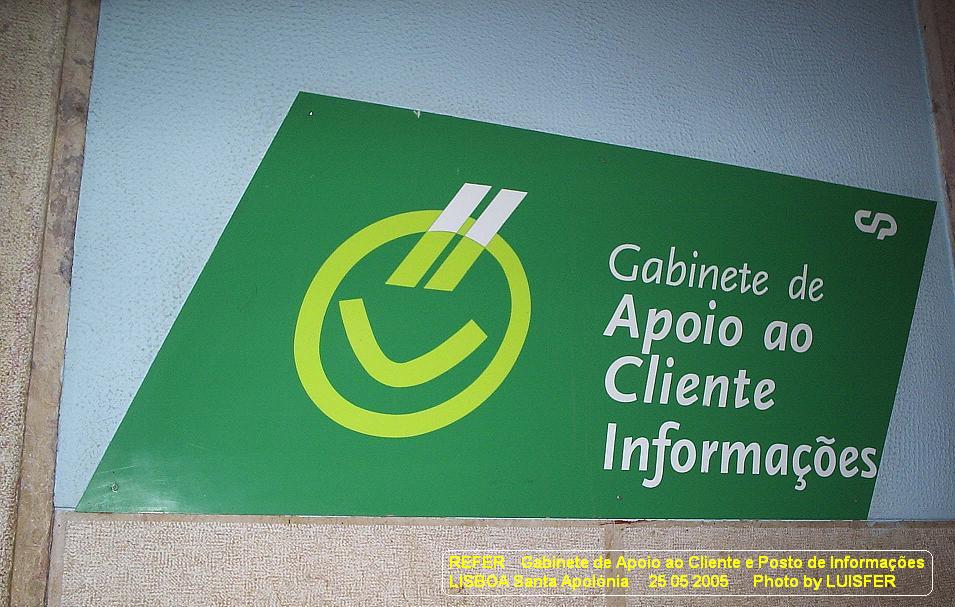 CP
Gabinete de
Apoio ao
Cliente
Informações
REFER Gabinete de Apoio ao Cliente e Posto de Informações
LISBOA Santa Apolónia 25 05 2005 Photo by LUISFER